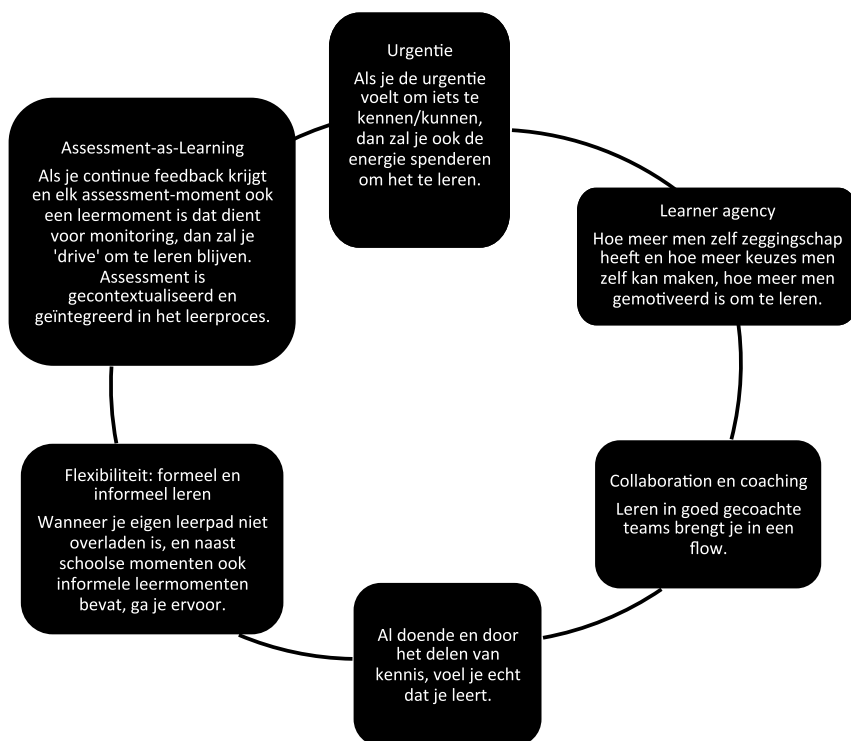 Urgentie
Als je de urgentie
voelt om iets te
kennen/kunnen,
dan zal je ook de
energie spenderen
om het te leren.
Learner agency
Hoe meer men zelf zeggingschap
heeft en hoe meer keuzes men
zelf kan maken, hoe meer men
gemotiveerd is om te leren.
Collaboration en coaching
Leren in goed gecoachte
teams brengt je in een
flow.
Al doende en door
het delen van
kennis, voel je echt
dat je leert.
Flexibiliteit: formeel en
informeel leren
Wanneer je eigen leerpad niet
overladen is, en naast
schoolse momenten ook
informele leermomenten
bevat, ga je ervoor.
Assessment-as-Learning
Als je continue feedback krijgt
en elk assessment-moment ook
een leermoment is dat dient
voor monitoring, dan zal je
'drive' om te leren blijven.
Assessment is
gecontextualiseerd en
geïntegreerd in het leerproces.